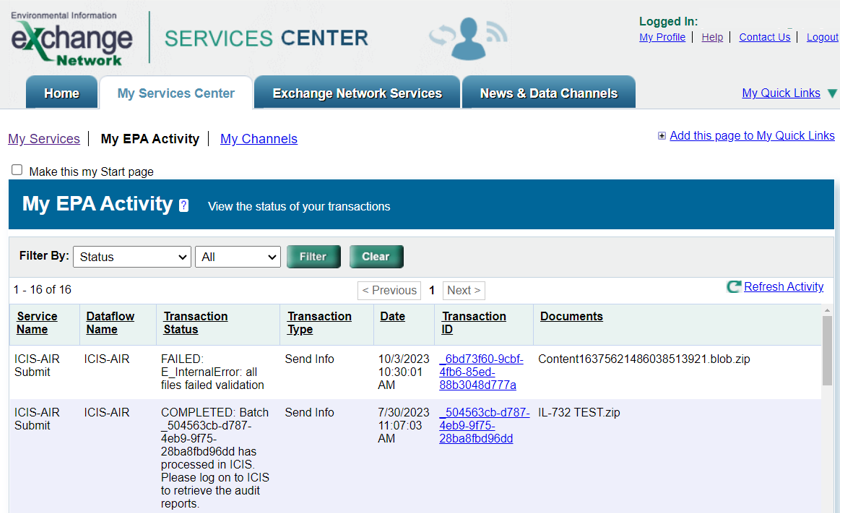 Environmental Information
eXchange
Network
SERVICES CENTER
Logged In:
My Profile | Help | Contact Us | Logout
Home
My Services Center
Exchange Network Services
News & Data Channels
My Quick Links
My Services | My EPA Activity | My Channels
Add this page to My Quick Links
Make this my Start page
My EPA Activity ? View the status of your transactions
Filter By: Status All Filter Clear
1 - 16 of 16
< Previous 1 Next >
Refresh Activity
Service Name
Dataflow Name
Transaction Status
Transaction Type
Date
Transaction ID
Documents
ICIS-AIR Submit
ICIS-AIR
FAILED:
E_InternalError: all
files failed validation
Send Info
10/3/2023
10:30:01
AM
_6bd73f60-9cbf-
4fb6-85ed-
88b3048d777a
Content16375621486038513921.blob.zip
ICIS-AIR Submit
ICIS-AIR
COMPLETED: Batch
_504563cb-d787-
4eb9-9f75-
28ba8fbd96dd has
processed in ICIS.
Please log on to ICIS
to retrieve the audit
reports.
Send Info
7/30/2023
11:07:03
AM
_504563cb-d787-
4eb9-9f75-
28ba8fbd96dd
IL-732 TEST.zip